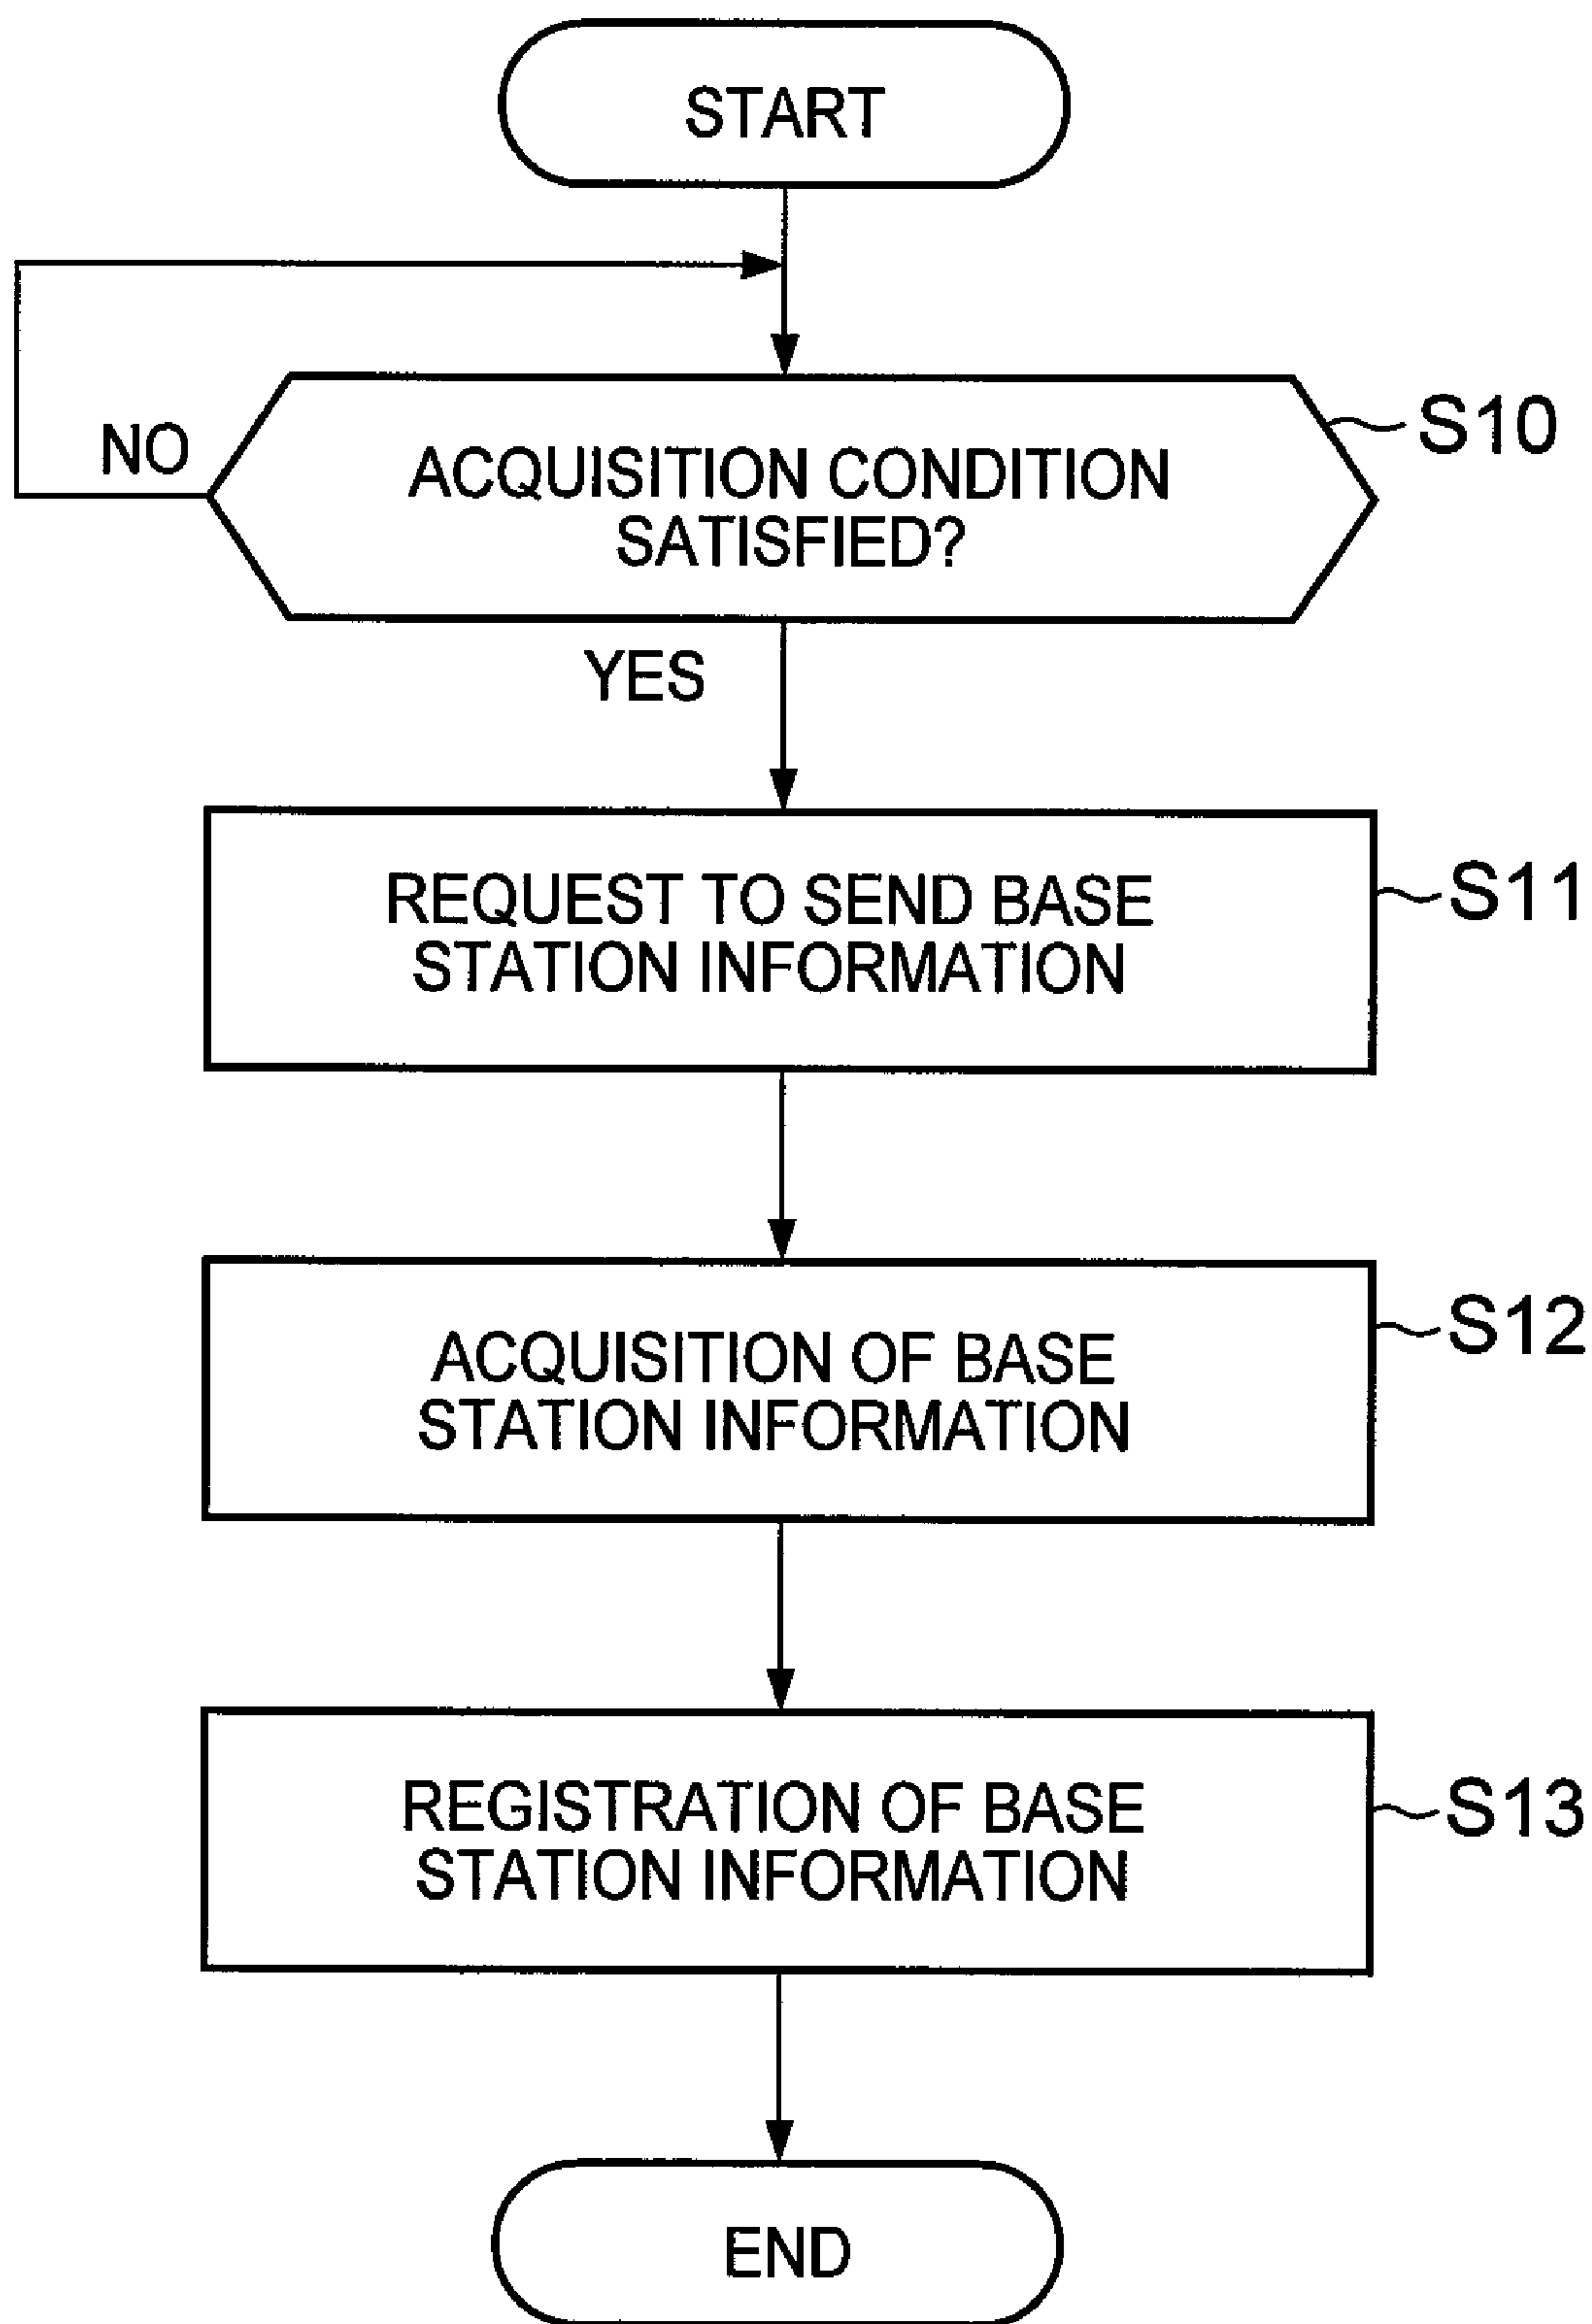 START
NO
ACQUISITION CONDITION
SATISFIED?
S10
YES
REQUEST TO SEND BASE
STATION INFORMATION
S11
ACQUISITION OF BASE
STATION INFORMATION
S12
REGISTRATION OF BASE
STATION INFORMATION
S13
END